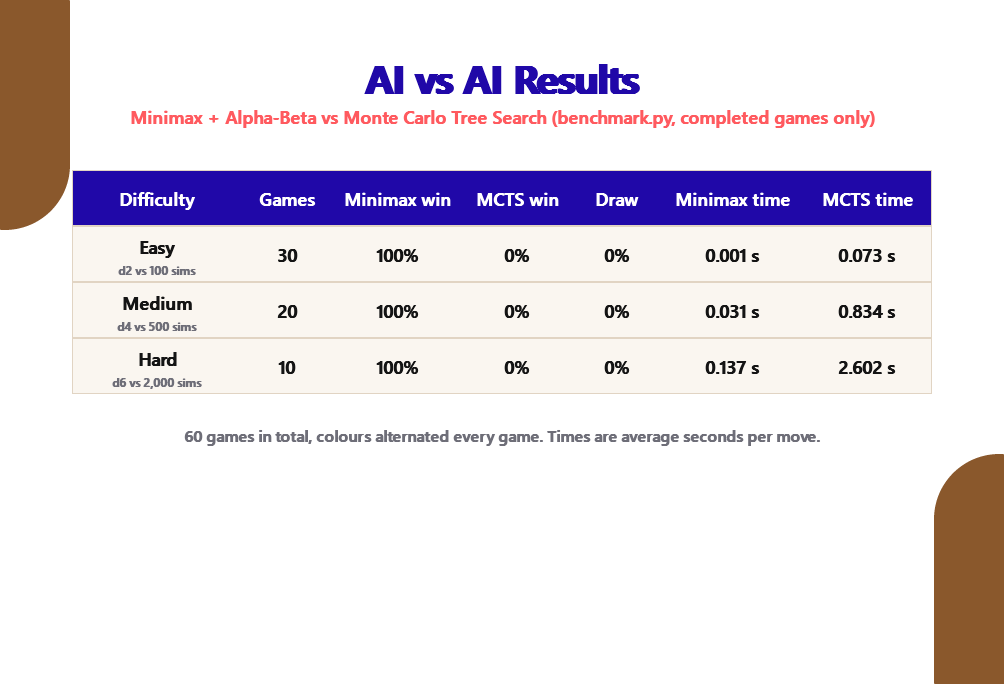 AI vs AI Results
Minimax + Alpha-Beta vs Monte Carlo Tree Search (benchmark.py, completed games only)
Difficulty Games Minimax win MCTS win Draw Minimax time MCTS time
Easy 30 100% 0% 0% 0.001 s 0.073 s
d2 vs 100 sims
Medium 20 100% 0% 0% 0.031 s 0.834 s
d4 vs 500 sims
Hard 10 100% 0% 0% 0.137 s 2.602 s
d6 vs 2,000 sims
60 games in total, colours alternated every game. Times are average seconds per move.